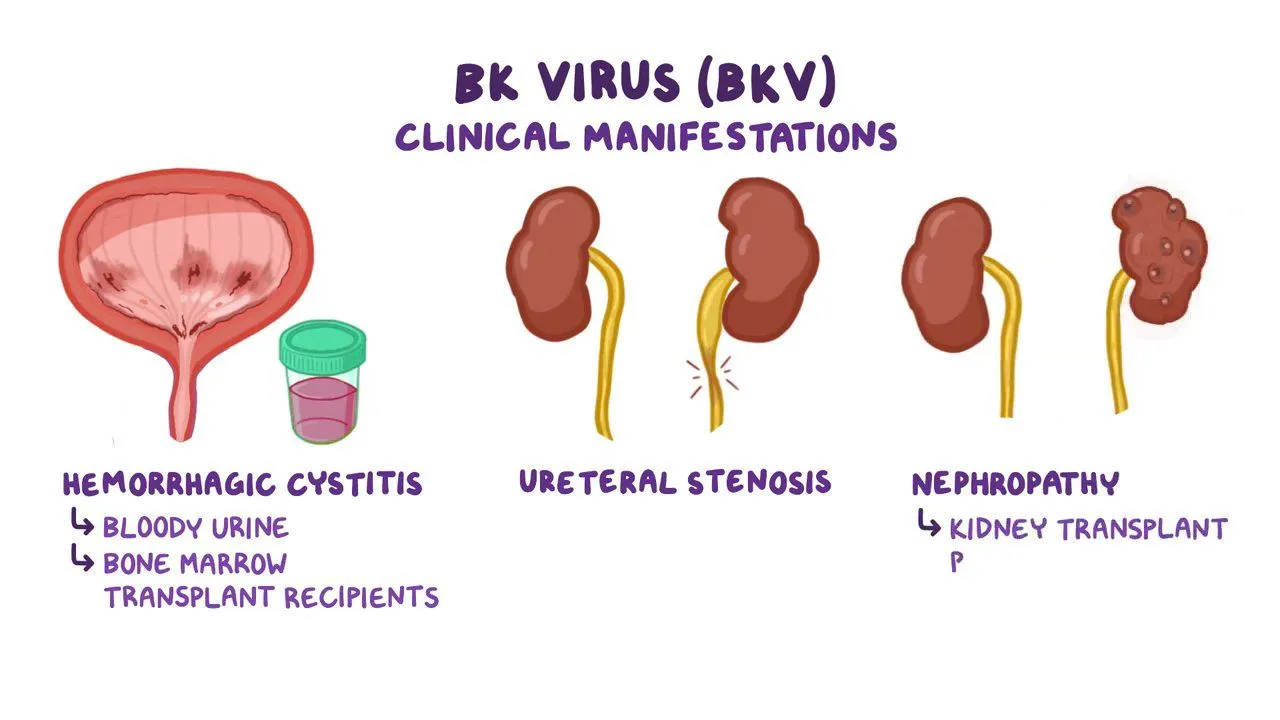 BK VIRUS (BKV)
CLINICAL MANIFESTATIONS
HEMORRHAGIC CYSTITIS
↳ BLOODY URINE
↳ BONE MARROW
TRANSPLANT RECIPIENTS
URETERAL STENOSIS
NEPHROPATHY
↳ KIDNEY TRANSPLANT
P